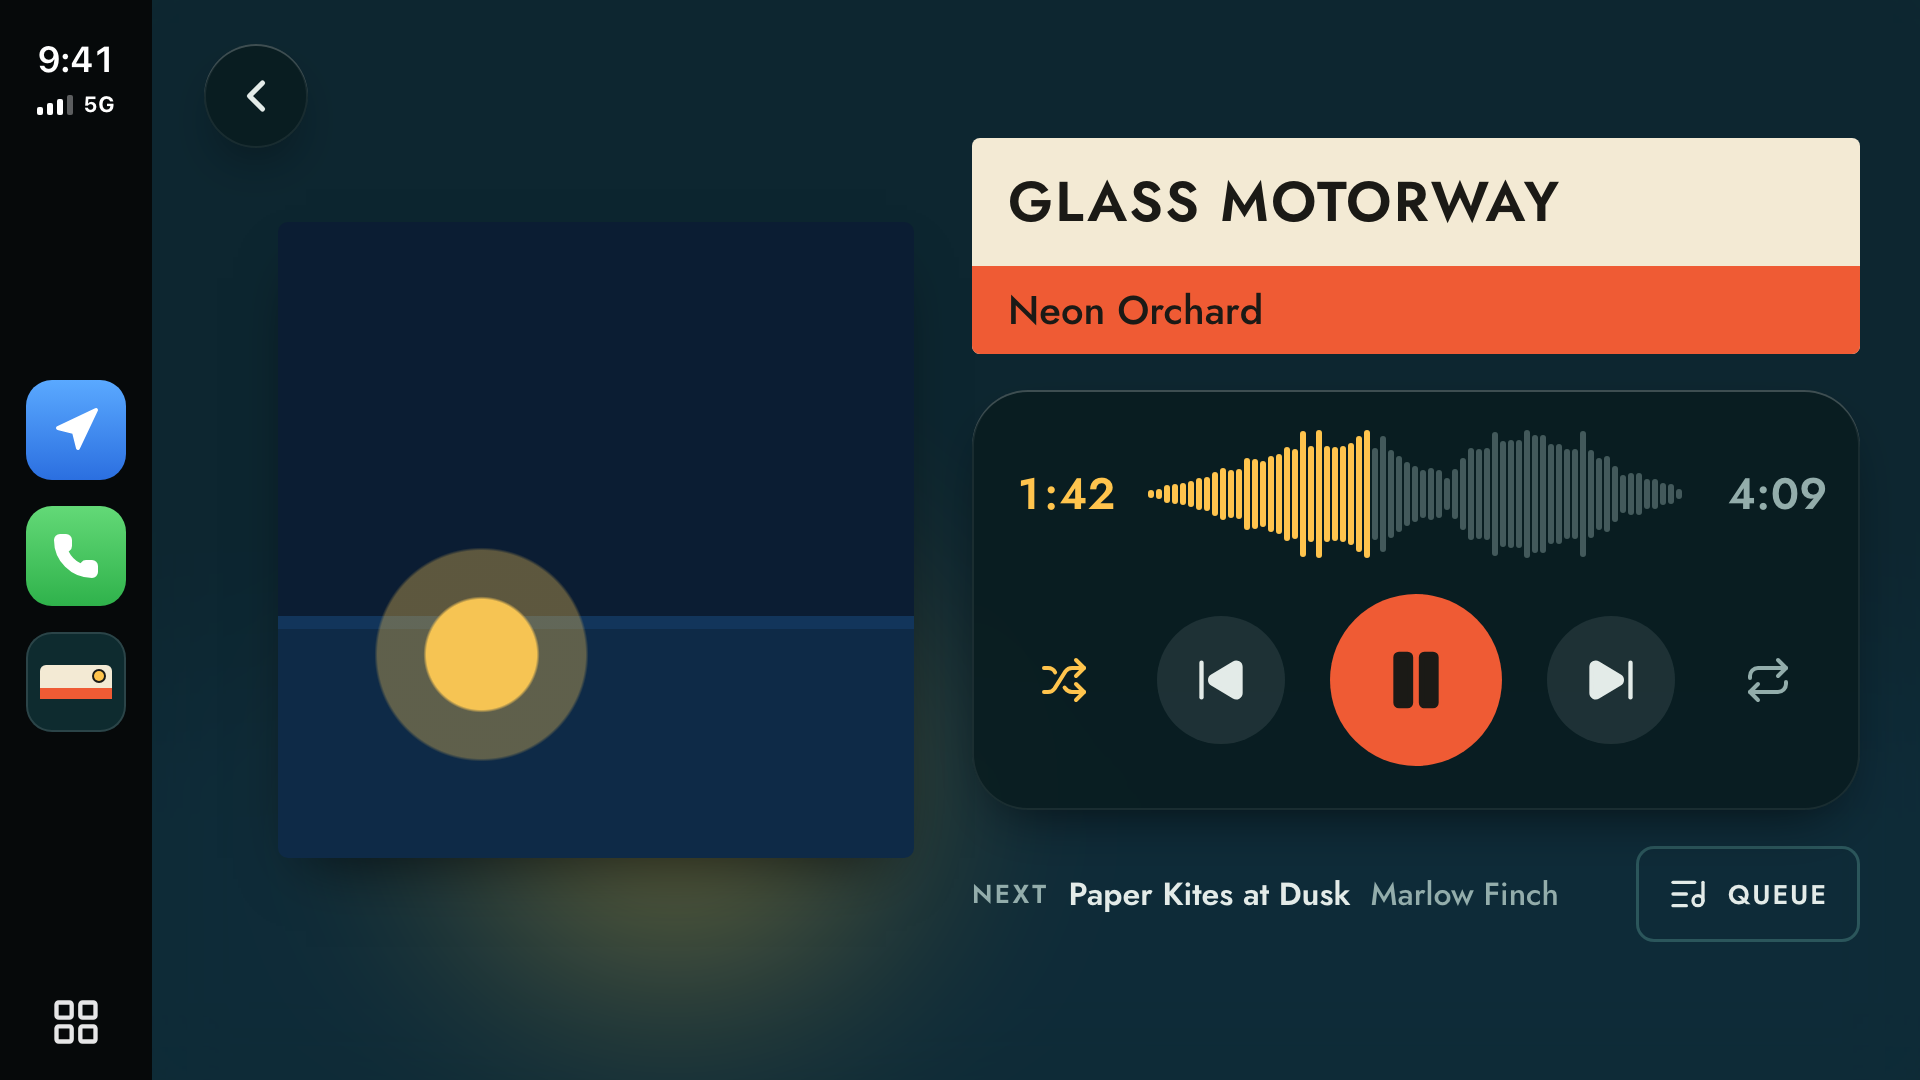 9:41
5G
GLASS MOTORWAY
Neon Orchard
1:42
4:09
NEXT Paper Kites at Dusk Marlow Finch
QUEUE